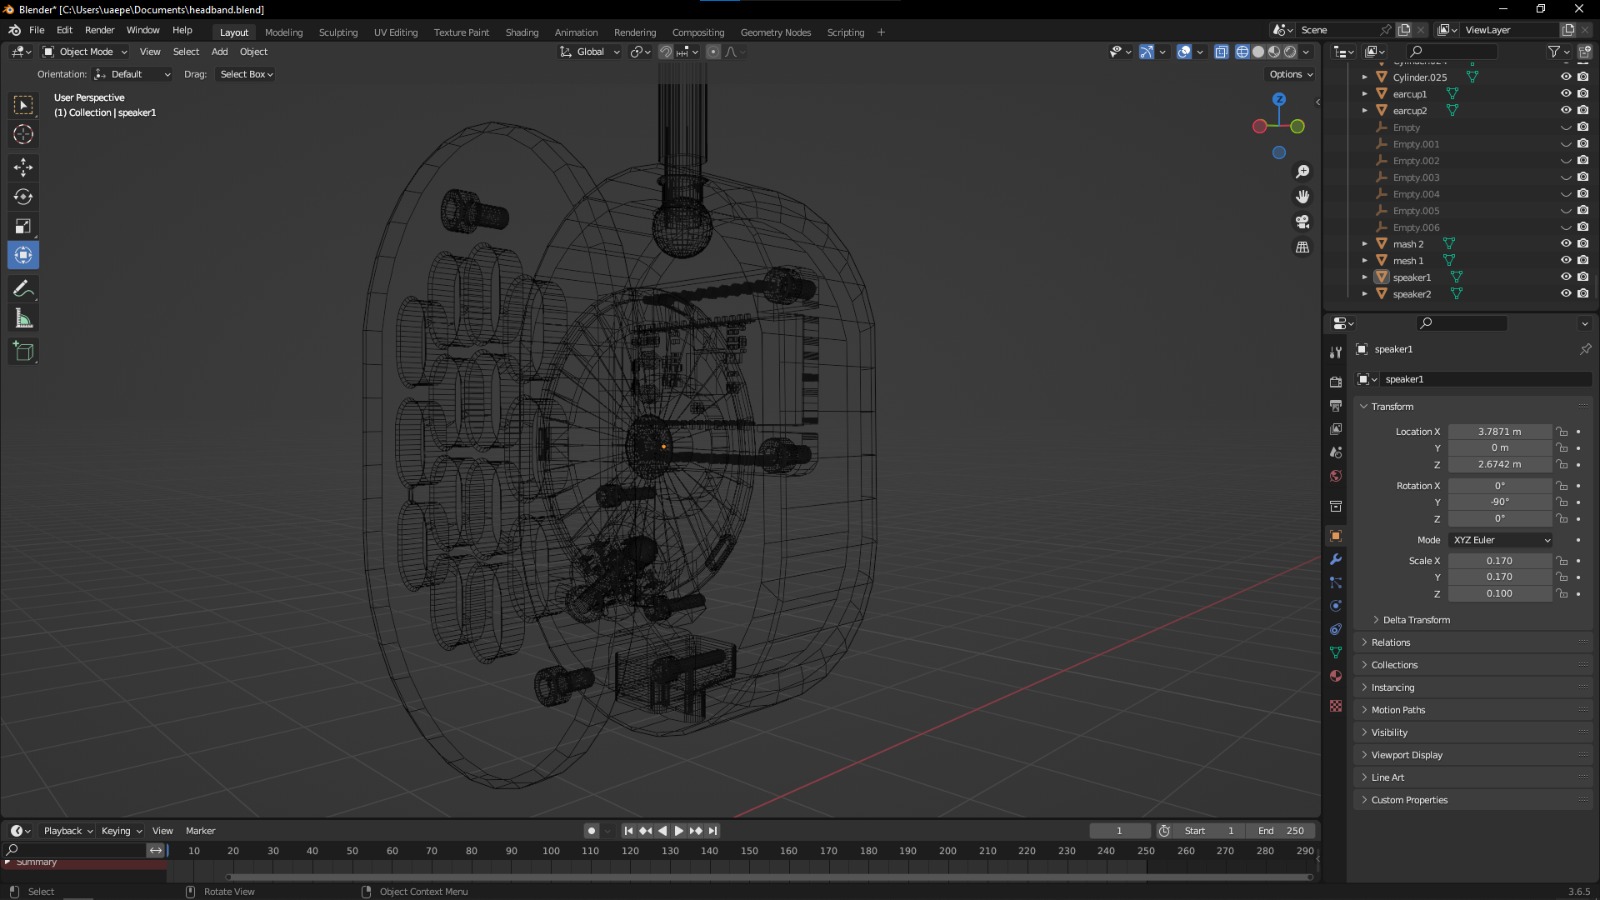 Blender* [C:\Users\uaepe\Documents\headband.blend]
File Edit Render Window Help Layout Modeling Sculpting UV Editing Texture Paint Shading Animation Rendering Compositing Geometry Nodes Scripting + Scene ViewLayer
Object Mode View Select Add Object Global
Orientation: Default Drag: Select Box Options
User Perspective
(1) Collection | speaker1
Z
Cylinder.025
earcup1
earcup2
Empty
Empty.001
Empty.002
Empty.003
Empty.004
Empty.005
Empty.006
mash 2
mesh 1
speaker1
speaker2
speaker1
speaker1
Transform
Location X 3.7871 m
Y 0 m
Z 2.6742 m
Rotation X 0°
Y -90°
Z 0°
Mode XYZ Euler
Scale X 0.170
Y 0.170
Z 0.100
Delta Transform
Relations
Collections
Instancing
Motion Paths
Visibility
Viewport Display
Line Art
Custom Properties
Playback Keying View Marker 1 Start 1 End 250
10 20 30 40 50 60 70 80 90 100 110 120 130 140 150 160 170 180 190 200 210 220 230 240 250 260 270 280 290
Summary
Select Rotate View Object Context Menu 3.6.5